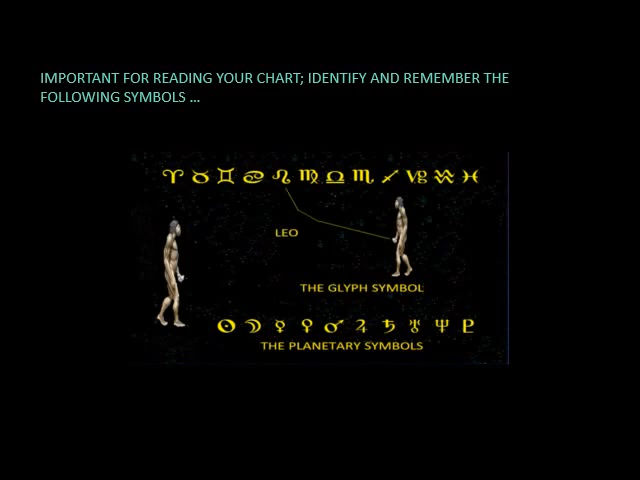 IMPORTANT FOR READING YOUR CHART; IDENTIFY AND REMEMBER THE
FOLLOWING SYMBOLS …
♈ ♉ ♊ ♋ ♌ ♍ ♎ ♏ ♐ ♑ ♒ ♓
LEO
THE GLYPH SYMBOL
☉ ☽ ☿ ♀ ♂ ♃ ♄ ♅ ♆ ♇
THE PLANETARY SYMBOLS